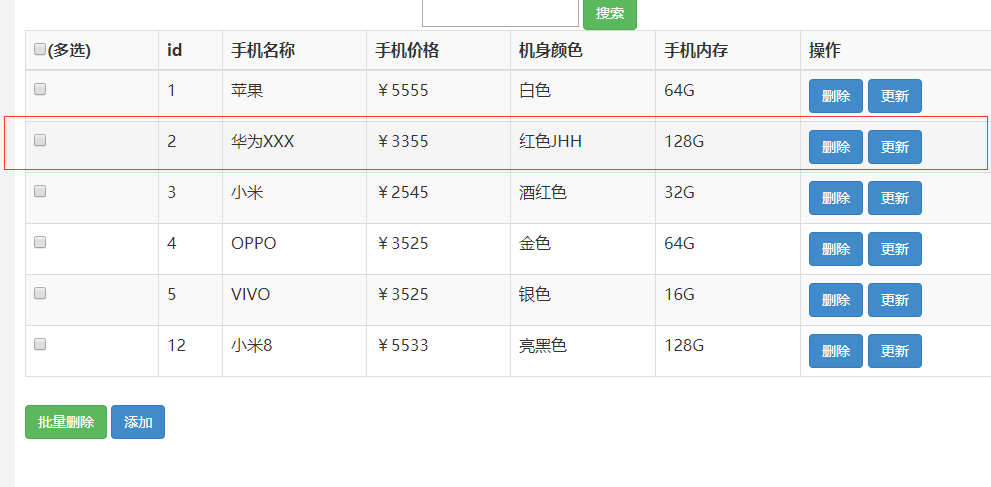 搜索
(多选) id 手机名称 手机价格 机身颜色 手机内存 操作
1 苹果 ￥5555 白色 64G 删除 更新
2 华为XXX ￥3355 红色JHH 128G 删除 更新
3 小米 ￥2545 酒红色 32G 删除 更新
4 OPPO ￥3525 金色 64G 删除 更新
5 VIVO ￥3525 银色 16G 删除 更新
12 小米8 ￥5533 亮黑色 128G 删除 更新
批量删除 添加